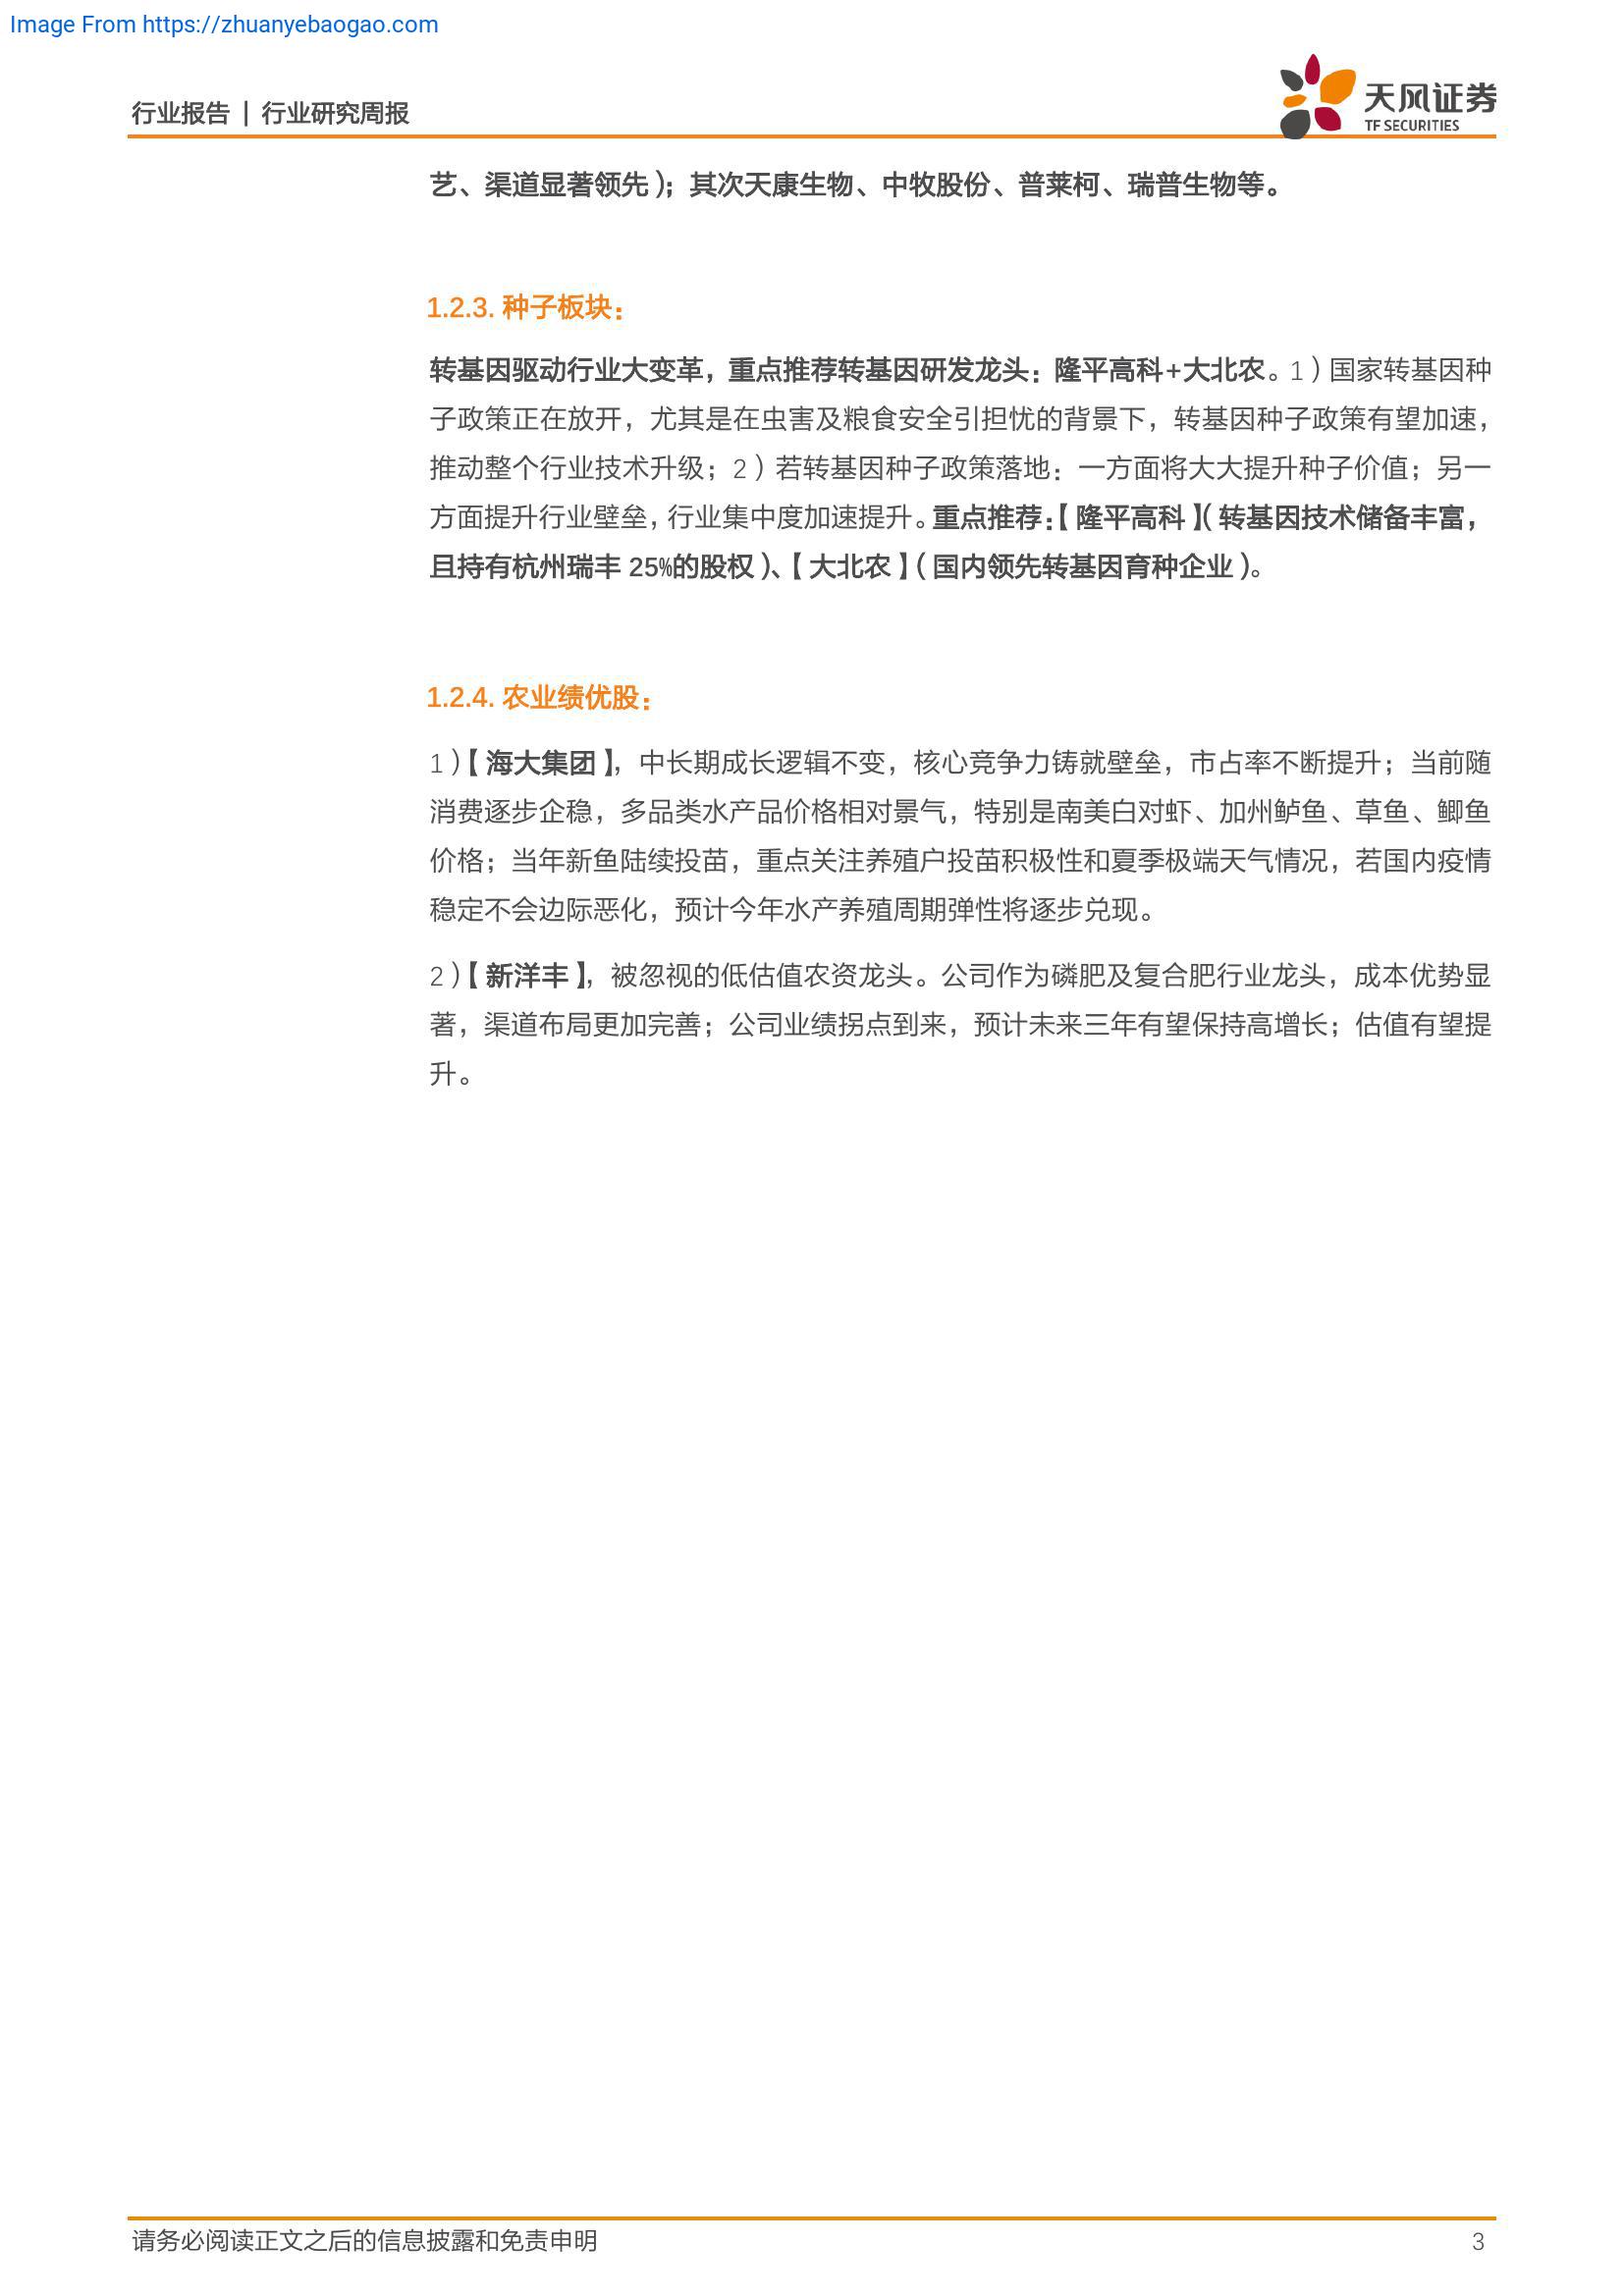 Image From https://zhuanyebaogao.com
行业报告 | 行业研究周报
天风证券
TF SECURITIES
艺、渠道显著领先）；其次天康生物、中牧股份、普莱柯、瑞普生物等。
1.2.3. 种子板块：
转基因驱动行业大变革，重点推荐转基因研发龙头：隆平高科+大北农。1）国家转基因种
子政策正在放开，尤其是在虫害及粮食安全引担忧的背景下，转基因种子政策有望加速，
推动整个行业技术升级；2）若转基因种子政策落地：一方面将大大提升种子价值；另一
方面提升行业壁垒，行业集中度加速提升。重点推荐：【隆平高科】（转基因技术储备丰富，
且持有杭州瑞丰 25%的股权）、【大北农】（国内领先转基因育种企业）。
1.2.4. 农业绩优股：
1）【海大集团】，中长期成长逻辑不变，核心竞争力铸就壁垒，市占率不断提升；当前随
消费逐步企稳，多品类水产品价格相对景气，特别是南美白对虾、加州鲈鱼、草鱼、鲫鱼
价格；当年新鱼陆续投苗，重点关注养殖户投苗积极性和夏季极端天气情况，若国内疫情
稳定不会边际恶化，预计今年水产养殖周期弹性将逐步兑现。
2）【新洋丰】，被忽视的低估值农资龙头。公司作为磷肥及复合肥行业龙头，成本优势显
著，渠道布局更加完善；公司业绩拐点到来，预计未来三年有望保持高增长；估值有望提
升。
请务必阅读正文之后的信息披露和免责申明
3